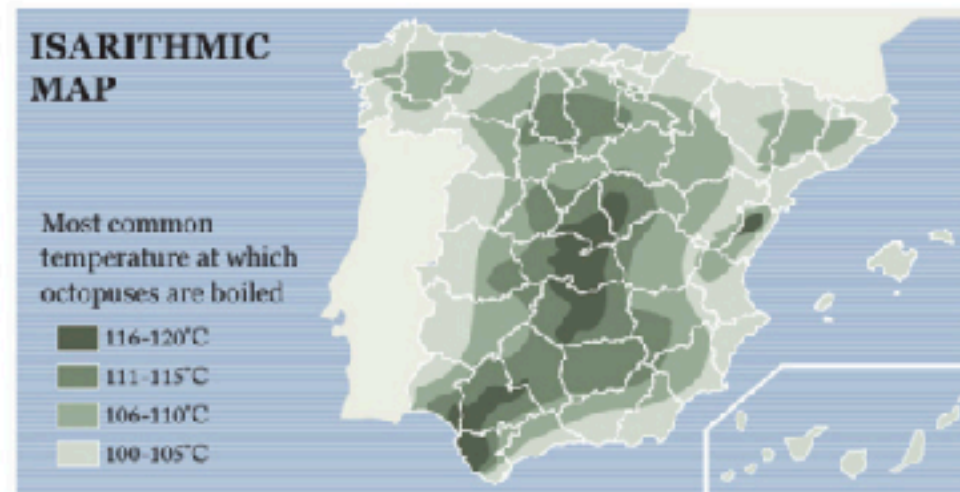 ISARITHMIC
MAP
Most common
temperature at which
octopuses are boiled
116-120°C
111-115°C
106-110°C
100-105°C